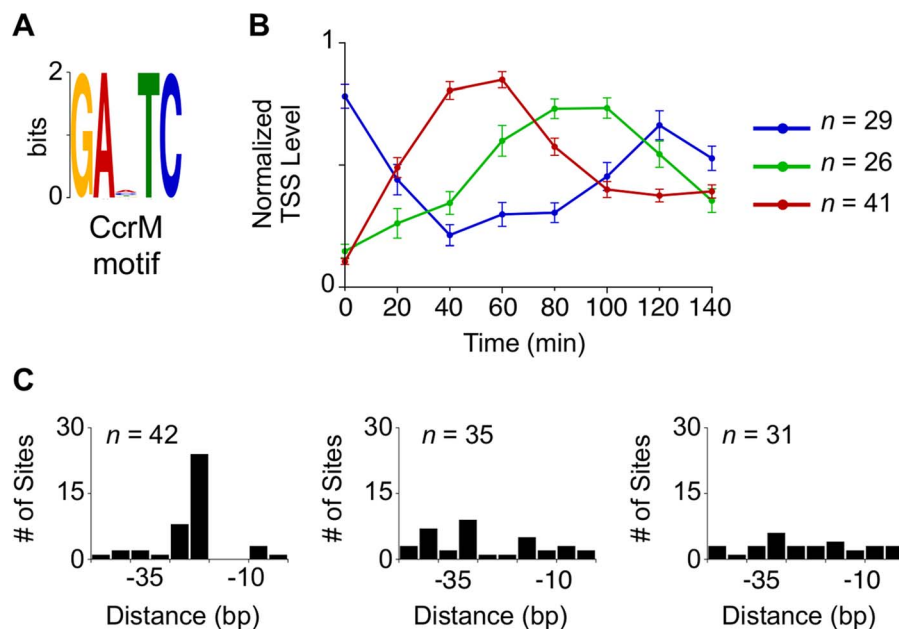 A
2
bits
0
GA TC
CcrM
motif
B
1
Normalized
TSS Level
0
0 20 40 60 80 100 120 140
Time (min)
n = 29
n = 26
n = 41
C
30
15
0
# of Sites
n = 42
-35 -10
Distance (bp)
30
15
0
# of Sites
n = 35
-35 -10
Distance (bp)
30
15
0
# of Sites
n = 31
-35 -10
Distance (bp)